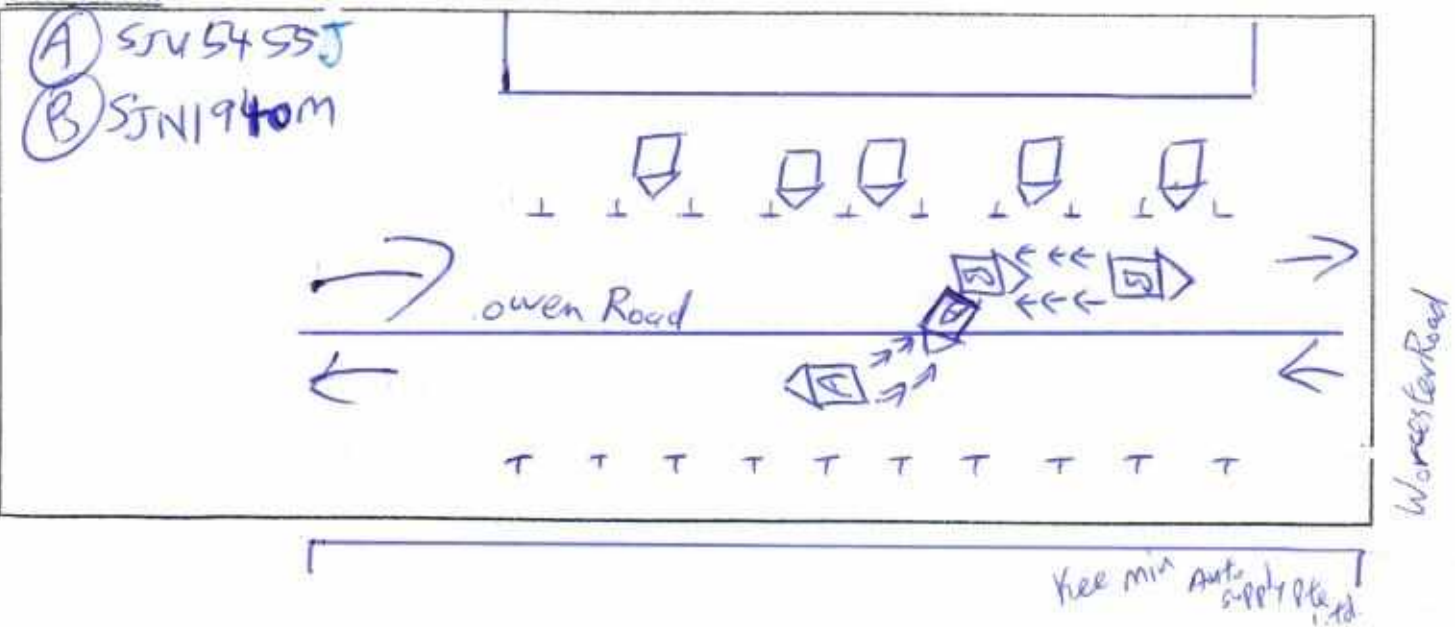 A SJU5455J
B SJN1940M
owen Road
B B
A
A
Worcester Road
Kee min Auto
supply Pte
Ltd.